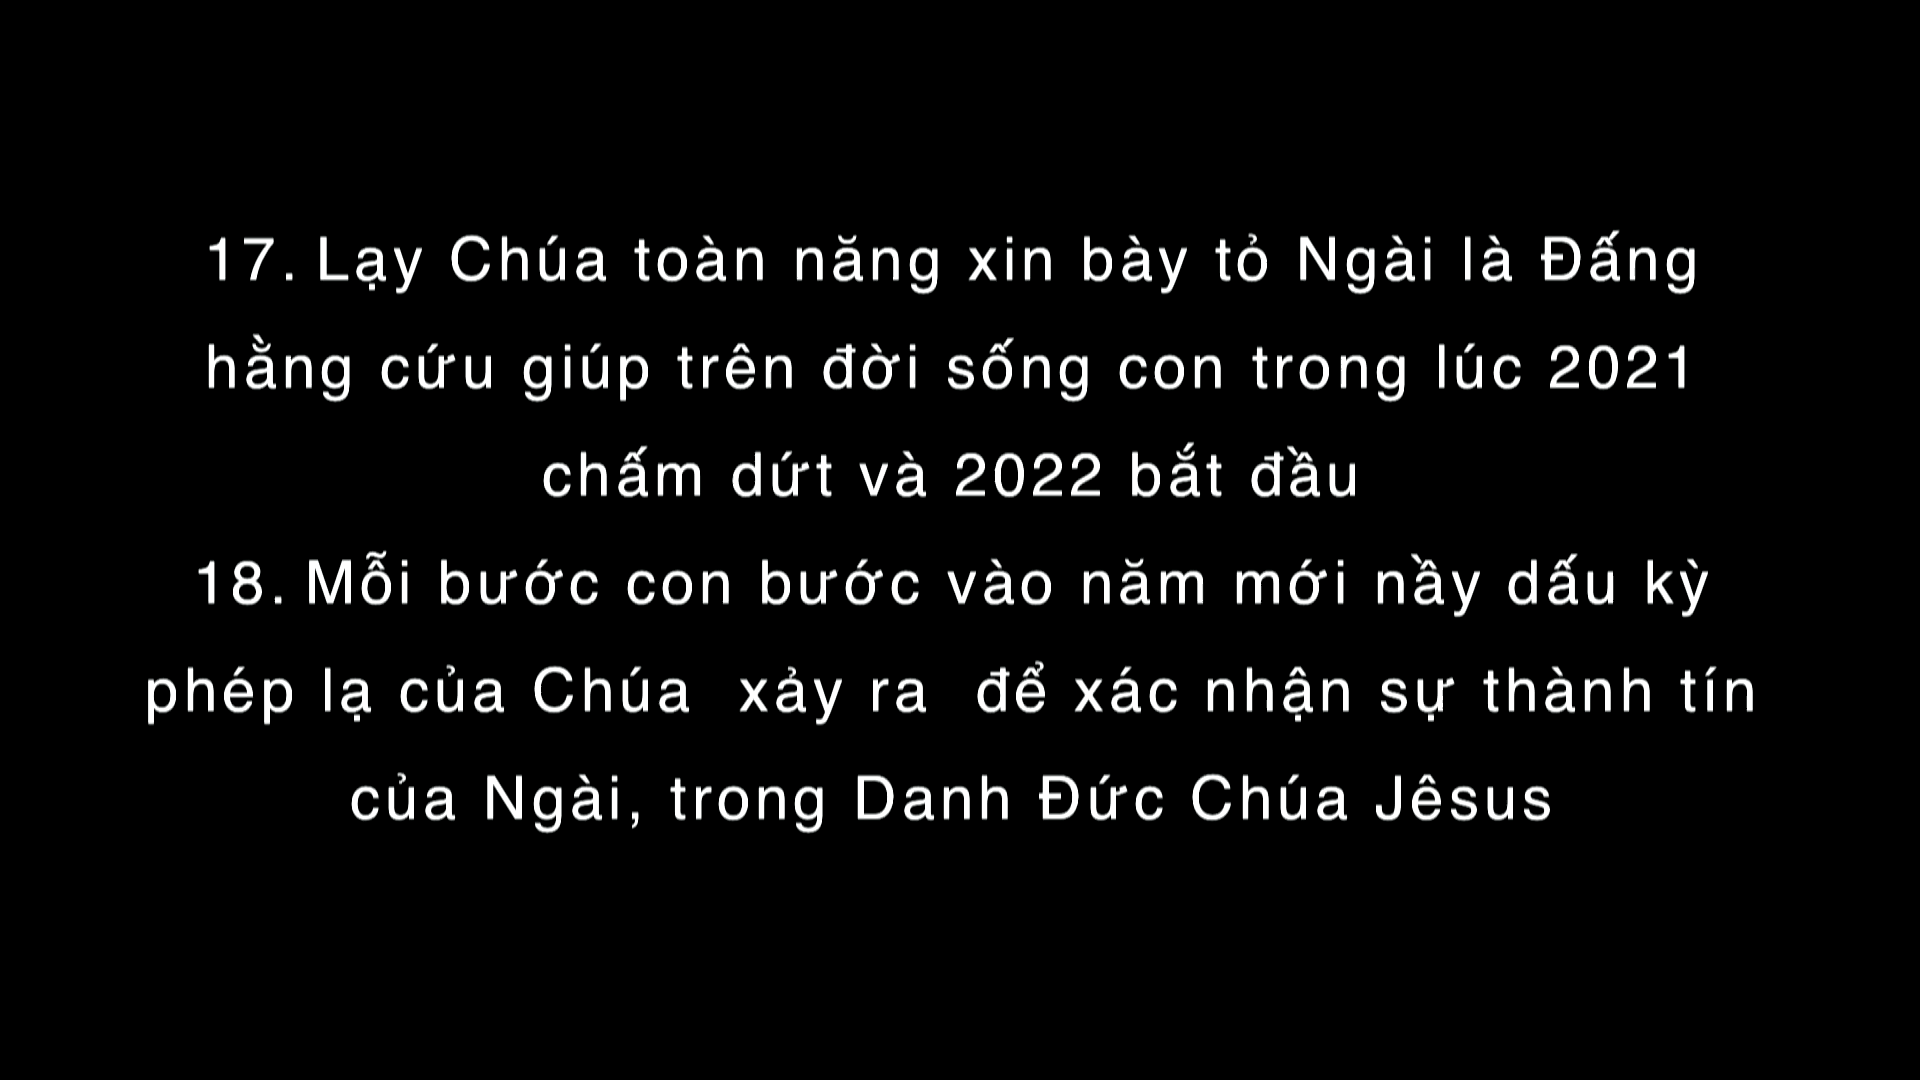 17. Lạy Chúa toàn năng xin bày tỏ Ngài là Đấng
hằng cứu giúp trên đời sống con trong lúc 2021
chấm dứt và 2022 bắt đầu
18. Mỗi bước con bước vào năm mới nầy dấu kỳ
phép lạ của Chúa  xảy ra  để xác nhận sự thành tín
của Ngài, trong Danh Đức Chúa Jêsus